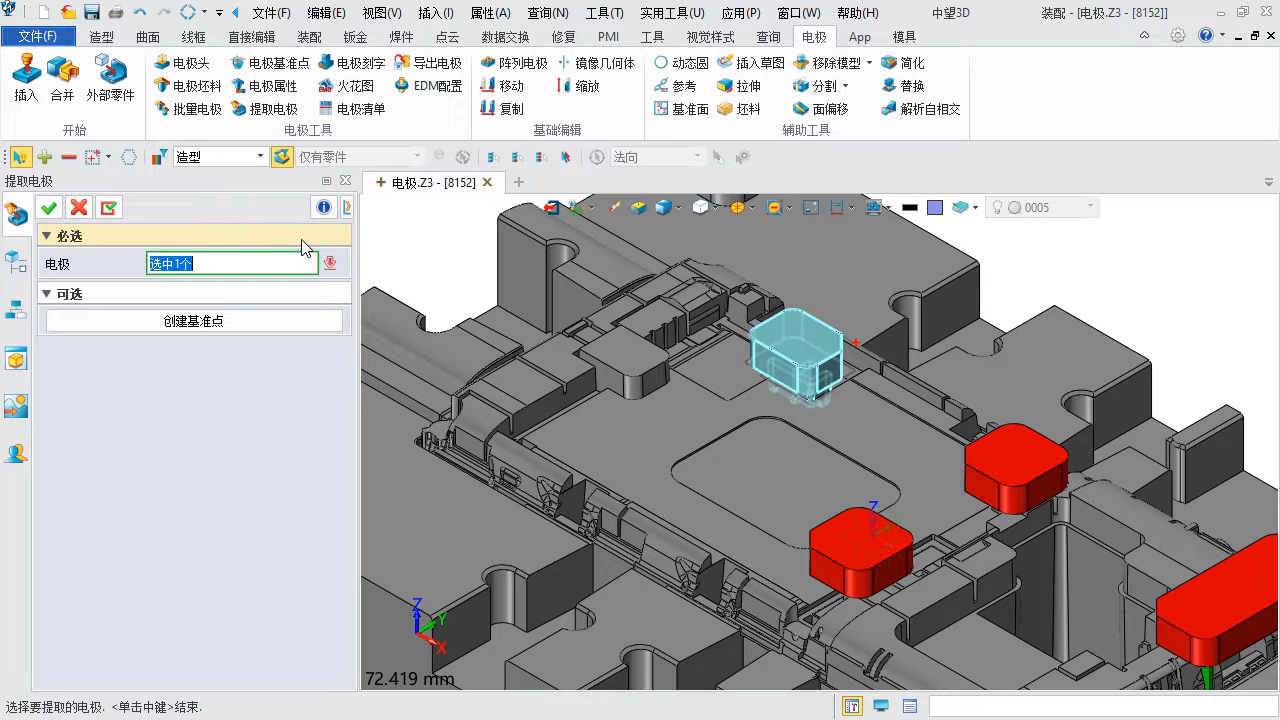 文件(F) 编辑(E) 视图(V) 插入(I) 属性(A) 查询(N) 工具(T) 实用工具(U) 应用(P) 窗口(W) 帮助(H) 中望3D 装配 - [电极.Z3 - [8152]]
文件(F) 造型 曲面 线框 直接编辑 装配 钣金 焊件 点云 数据交换 修复 PMI 工具 视觉样式 查询 电极 App 模具
电极头 电极基准点 电极刻字 导出电极 阵列电极 镜像几何体 动态圆 插入草图 移除模型 简化
插入 合并 外部零件
电极坯料 电极属性 火花图 EDM配置 移动 缩放 参考 拉伸 分割 替换
批量电极 提取电极 电极清单 复制 基准面 拉料 面偏移 解析自相交
开始 电极工具 基础编辑 辅助工具
造型 仅有零件 法向
提取电极
电极.Z3 - [8152]
0005
必选
电极 选中1个
可选
创建基准点
Z
Z
Y
X
72.419 mm
选择要提取的电极. <单击中键>结束.